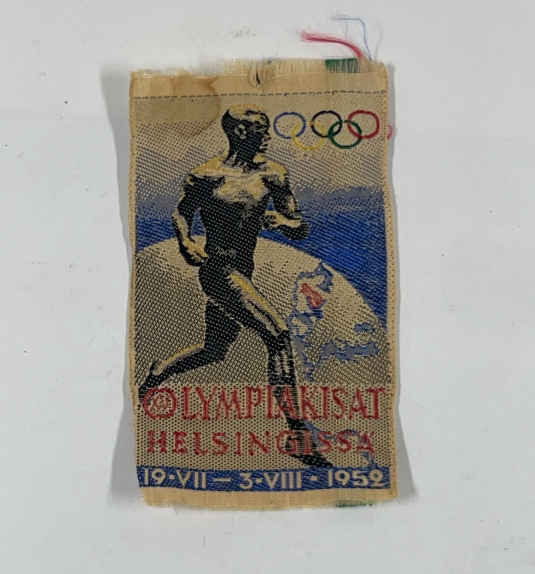 OLYMPIAKISAT
HELSINGISSÄ
19·VII — 3·VIII · 1952